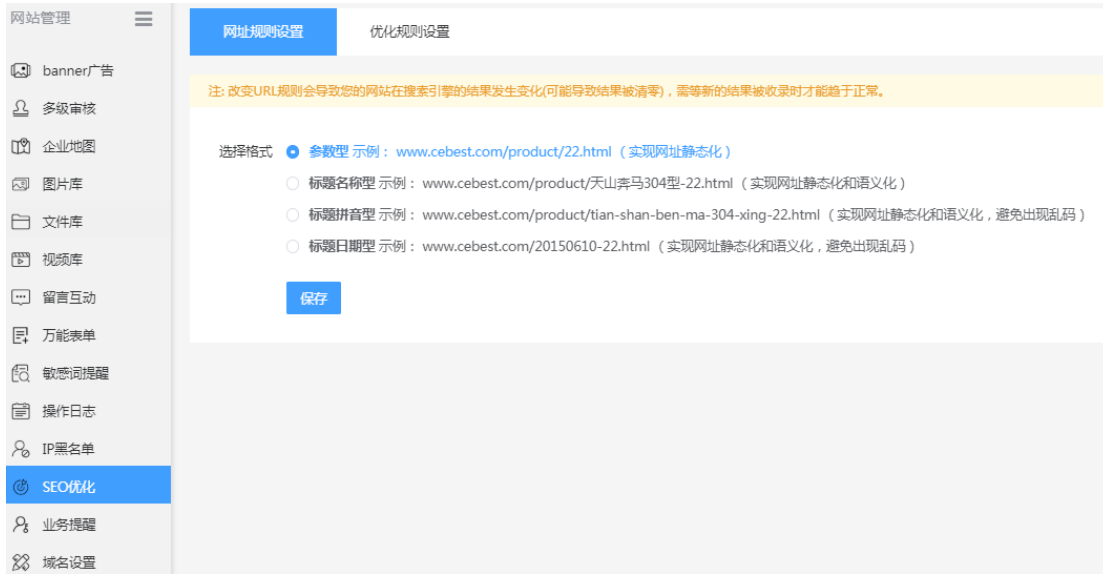 网站管理
banner广告
多级审核
企业地图
图片库
文件库
视频库
留言互动
万能表单
敏感词提醒
操作日志
IP黑名单
SEO优化
业务提醒
域名设置
网址规则设置 优化规则设置
注: 改变URL规则会导致您的网站在搜索引擎的结果发生变化(可能导致结果被清零)，需等新的结果被收录时才能趋于正常。
选择格式 参数型 示例： www.cebest.com/product/22.html （实现网址静态化）
标题名称型 示例： www.cebest.com/product/天山奔马304型-22.html （实现网址静态化和语义化）
标题拼音型 示例： www.cebest.com/product/tian-shan-ben-ma-304-xing-22.html （实现网址静态化和语义化，避免出现乱码）
标题日期型 示例： www.cebest.com/20150610-22.html （实现网址静态化和语义化，避免出现乱码）
保存